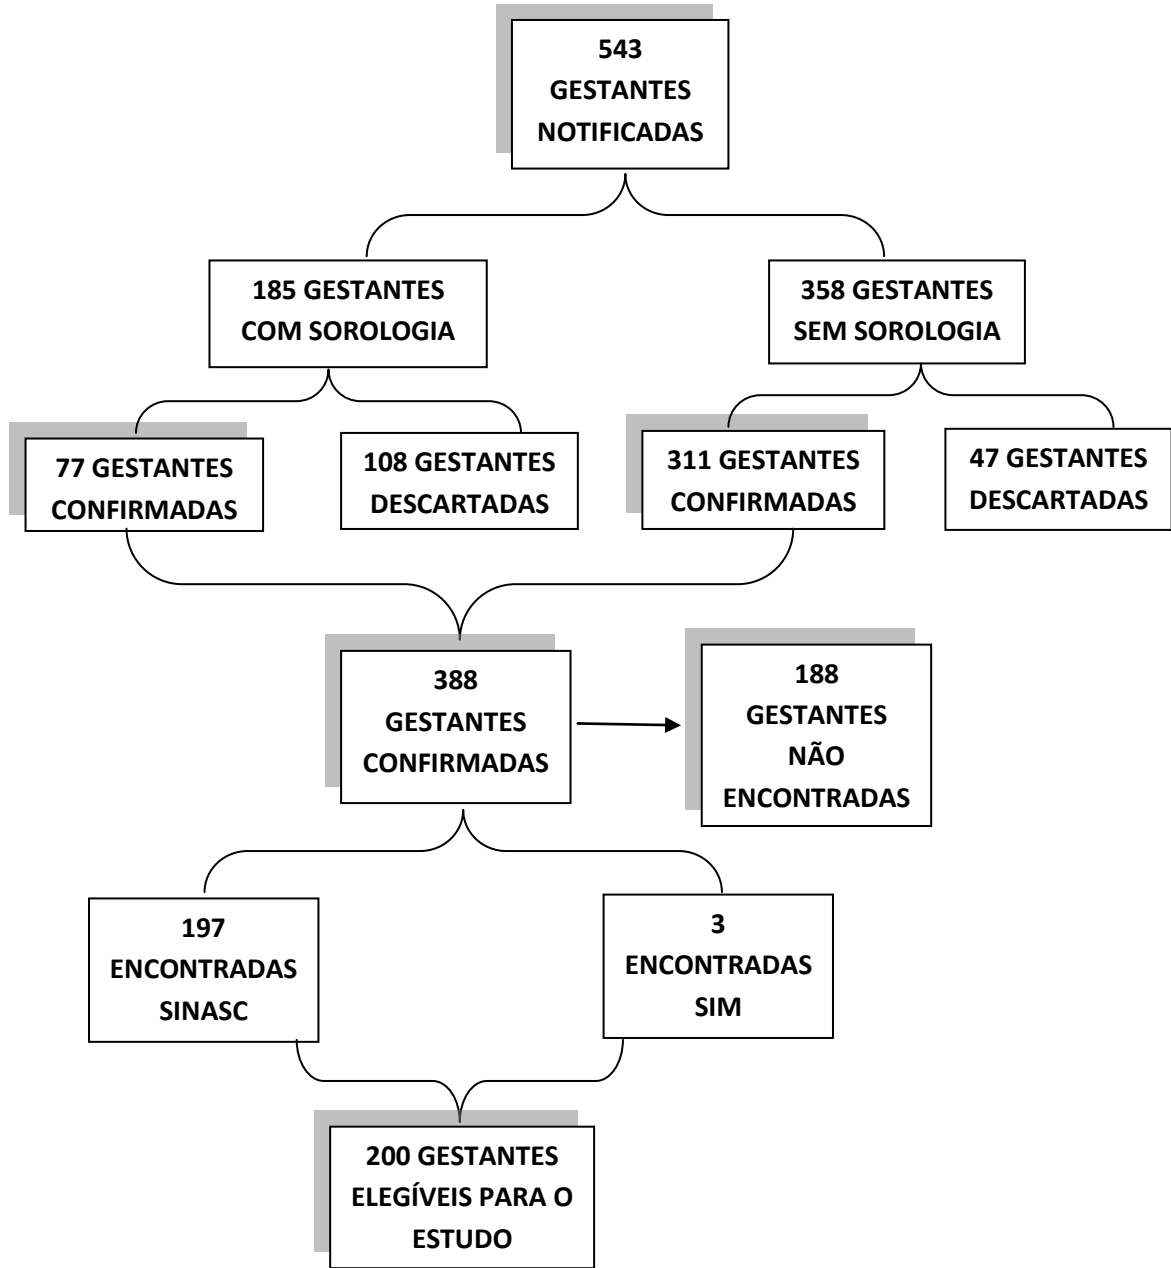 543
GESTANTES
NOTIFICADAS
185 GESTANTES
COM SOROLOGIA
358 GESTANTES
SEM SOROLOGIA
77 GESTANTES
CONFIRMADAS
108 GESTANTES
DESCARTADAS
311 GESTANTES
CONFIRMADAS
47 GESTANTES
DESCARTADAS
388
GESTANTES
CONFIRMADAS
188
GESTANTES
NÃO
ENCONTRADAS
197
ENCONTRADAS
SINASC
3
ENCONTRADAS
SIM
200 GESTANTES
ELEGÍVEIS PARA O
ESTUDO